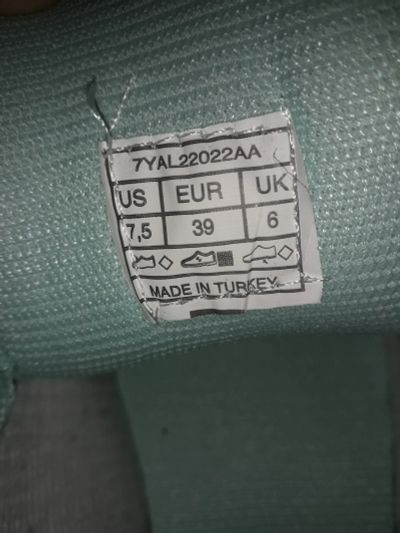 7YAL22022AA
US EUR UK
7,5 39 6
MADE IN TURKEY